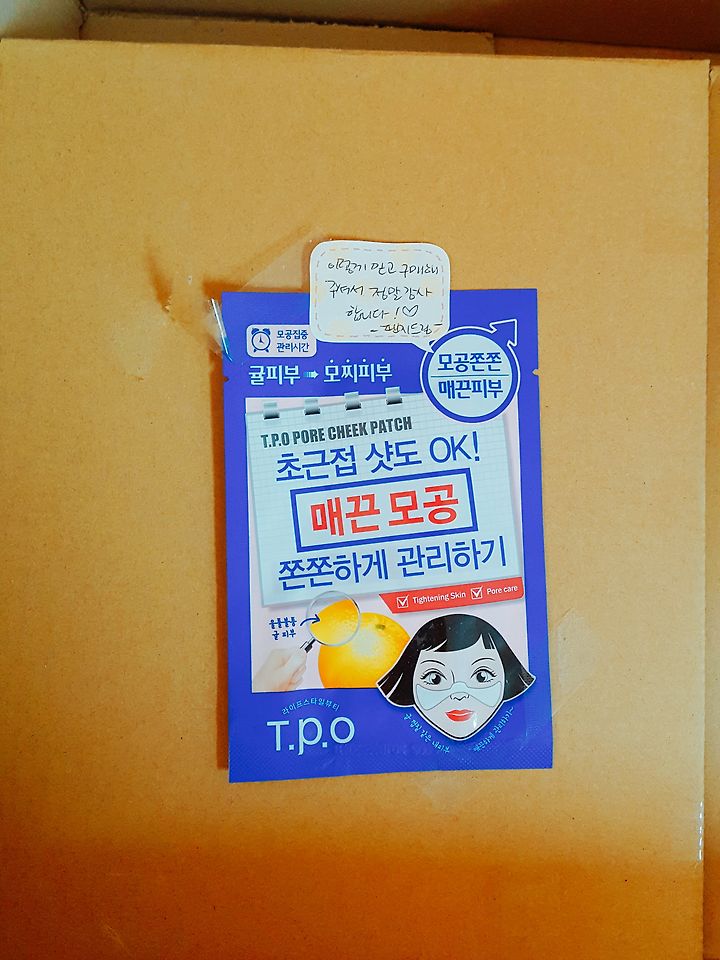 이렇게 믿고 구매해
주셔서 정말 감사
합니다!♡
모공집중
관리시간
귤피부 ➠ 모찌피부
모공쫀쫀
매끈피부
T.P.O PORE CHEEK PATCH
초근접 샷도 OK!
매끈 모공
쫀쫀하게 관리하기
Tightening Skin Pore care
울퉁불퉁
귤 피부
라이프스타일뷰티
T.P.O